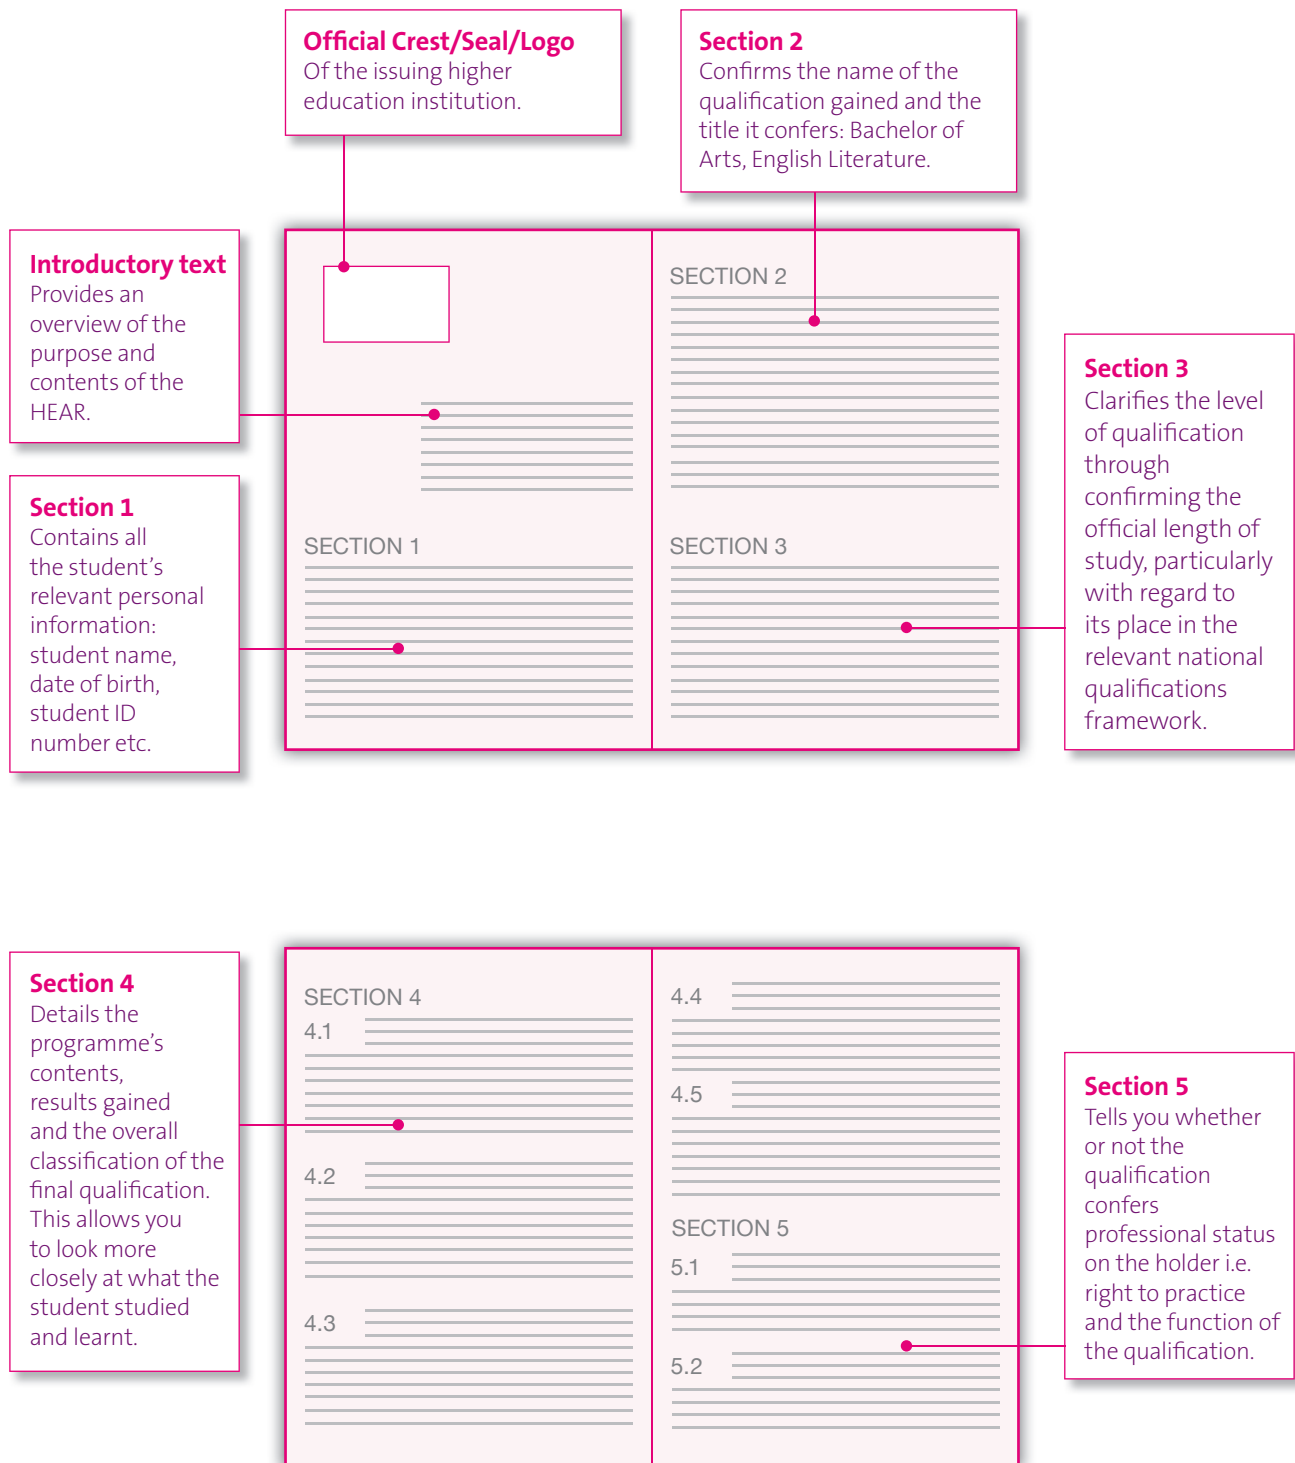 Official Crest/Seal/Logo
Of the issuing higher
education institution.
Section 2
Confirms the name of the
qualification gained and the
title it confers: Bachelor of
Arts, English Literature.
Introductory text
Provides an
overview of the
purpose and
contents of the
HEAR.
Section 1
Contains all
the student’s
relevant personal
information:
student name,
date of birth,
student ID
number etc.
SECTION 1
SECTION 2
SECTION 3
Section 3
Clarifies the level
of qualification
through
confirming the
official length of
study, particularly
with regard to
its place in the
relevant national
qualifications
framework.
Section 4
Details the
programme’s
contents,
results gained
and the overall
classification of the
final qualification.
This allows you
to look more
closely at what the
student studied
and learnt.
SECTION 4
4.1
4.2
4.3
4.4
4.5
SECTION 5
5.1
5.2
Section 5
Tells you whether
or not the
qualification
confers
professional status
on the holder i.e.
right to practice
and the function of
the qualification.